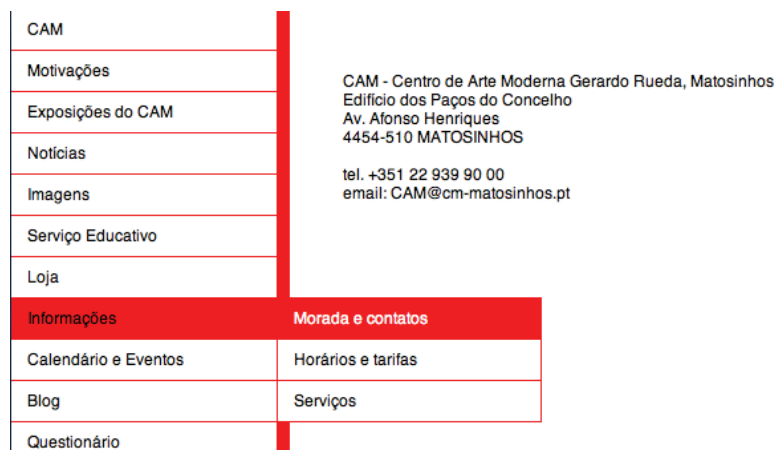 CAM
Motivações
Exposições do CAM
Notícias
Imagens
Serviço Educativo
Loja
Informações
Calendário e Eventos
Blog
Questionário
Morada e contatos
Horários e tarifas
Serviços
CAM - Centro de Arte Moderna Gerardo Rueda, Matosinhos
Edifício dos Paços do Concelho
Av. Afonso Henriques
4454-510 MATOSINHOS
tel. +351 22 939 90 00
email: CAM@cm-matosinhos.pt